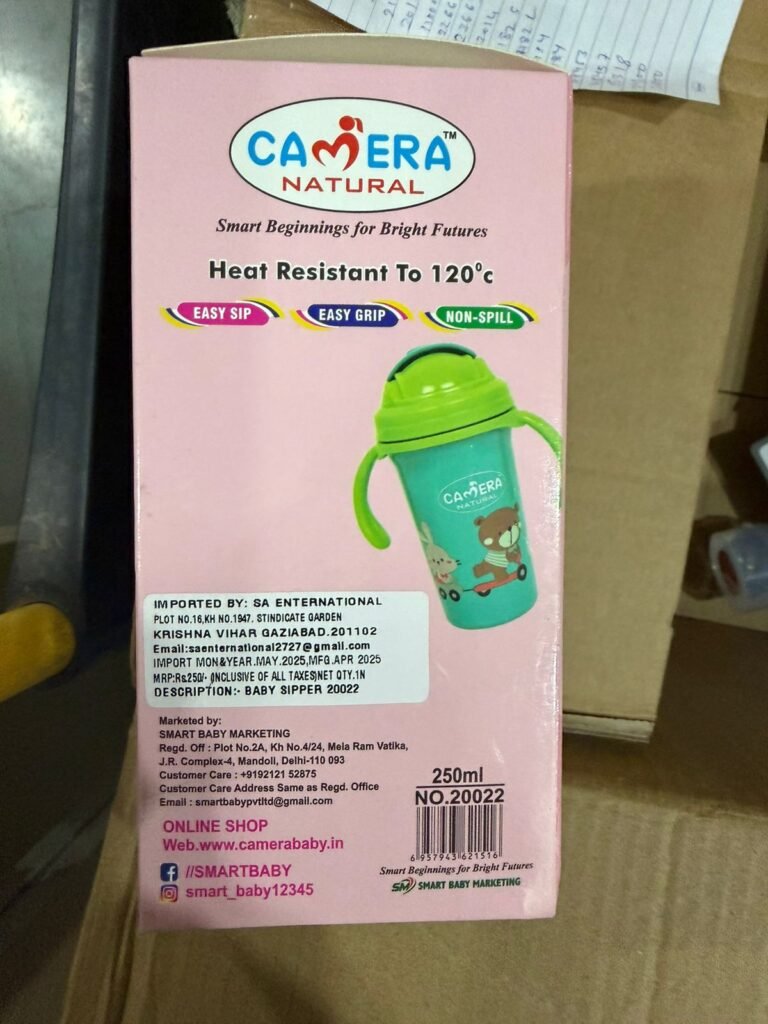 CAMERA™
NATURAL
Smart Beginnings for Bright Futures
Heat Resistant To 120°c
EASY SIP
EASY GRIP
NON-SPILL
CAMERA
NATURAL
IMPORTED BY: SA ENTERNATIONAL
PLOT NO.16,KH NO.1947, STINDICATE GARDEN
KRISHNA VIHAR GAZIABAD.201102
Email:saenternational2727@gmail.com
IMPORT MON&YEAR.MAY.2025,MFG.APR 2025
MRP:Rs.250/- (INCLUSIVE OF ALL TAXES)NET QTY.1N
DESCRIPTION:- BABY SIPPER 20022
Marketed by:
SMART BABY MARKETING
Regd. Off : Plot No.2A, Kh No.4/24, Mela Ram Vatika,
J.R. Complex-4, Mandoli, Delhi-110 093
Customer Care : +9192121 52875
Customer Care Address Same as Regd. Office
Email : smartbabypvtltd@gmail.com
ONLINE SHOP
Web.www.camerababy.in
//SMARTBABY
smart_baby12345
250ml
NO.20022
6 957943 621516
Smart Beginnings for Bright Futures
SM SMART BABY MARKETING